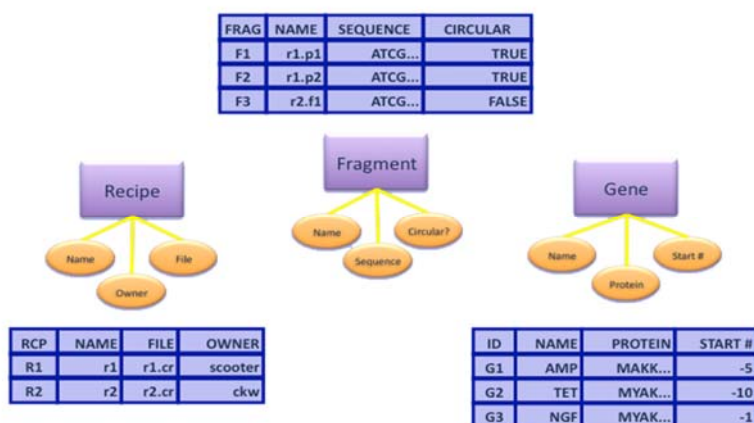 FRAG NAME SEQUENCE CIRCULAR
F1 r1.p1 ATCG... TRUE
F2 r1.p2 ATCG... TRUE
F3 r2.f1 ATCG... FALSE
Recipe
Name
Owner
File
Fragment
Name
Sequence
Circular?
Gene
Name
Protein
Start #
RCP NAME FILE OWNER
R1 r1 r1.cr scooter
R2 r2 r2.cr ckw
ID NAME PROTEIN START #
G1 AMP MAKK... -5
G2 TET MYAK... -10
G3 NGF MYAK... -1